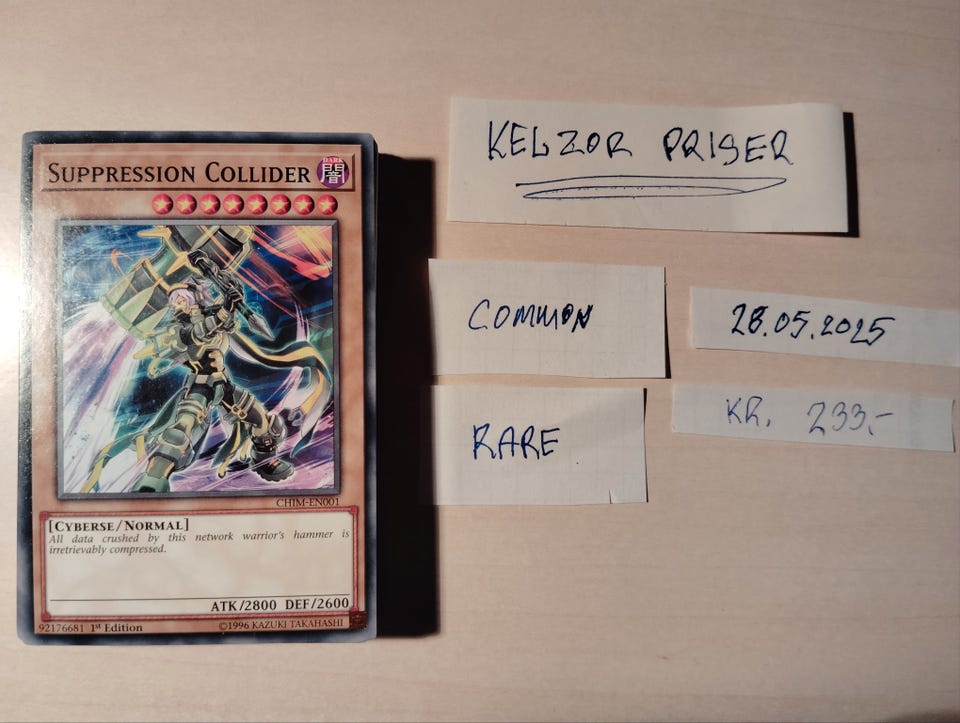 SUPPRESSION COLLIDER
DARK
闇
CHIM-EN001
[CYBERSE/NORMAL]
All data crushed by this network warrior's hammer is
irretrievably compressed.
ATK/2800 DEF/2600
92176681 1st Edition ©1996 KAZUKI TAKAHASHI
KELZOR PRISER
COMMON
RARE
28.05.2025
KR. 233,-